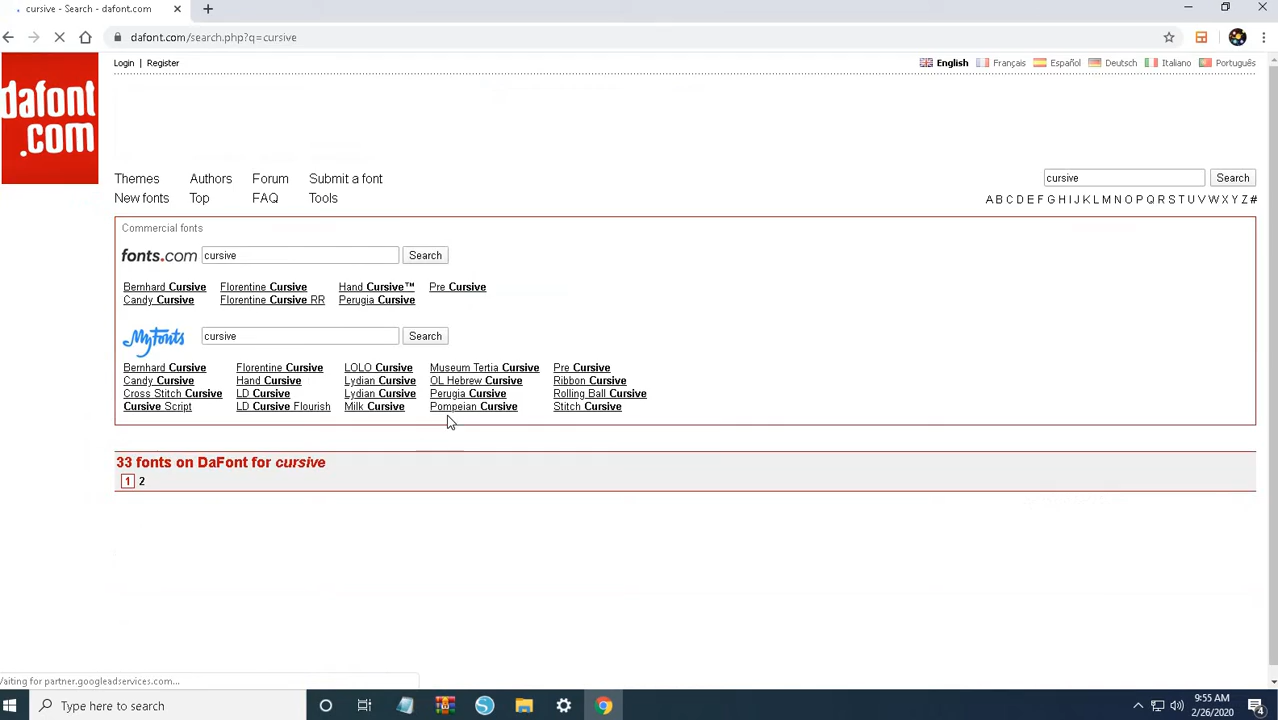 cursive - Search - dafont.com
dafont.com/search.php?q=cursive
dafont
.com
Login | Register
English Français Español Deutsch Italiano Português
Themes Authors Forum Submit a font
New fonts Top FAQ Tools
cursive Search
A B C D E F G H I J K L M N O P Q R S T U V W X Y Z #
Commercial fonts
fonts.com cursive Search
Bernhard Cursive Florentine Cursive Hand Cursive™ Pre Cursive
Candy Cursive Florentine Cursive RR Perugia Cursive
MyFonts cursive Search
Bernhard Cursive Florentine Cursive LOLO Cursive Museum Tertia Cursive Pre Cursive
Candy Cursive Hand Cursive Lydian Cursive OL Hebrew Cursive Ribbon Cursive
Cross Stitch Cursive LD Cursive Lydian Cursive Perugia Cursive Rolling Ball Cursive
Cursive Script LD Cursive Flourish Milk Cursive Pompeian Cursive Stitch Cursive
33 fonts on DaFont for cursive
1 2
/aiting for partner.googleadservices.com...
Type here to search
9:55 AM
2/26/2020
4